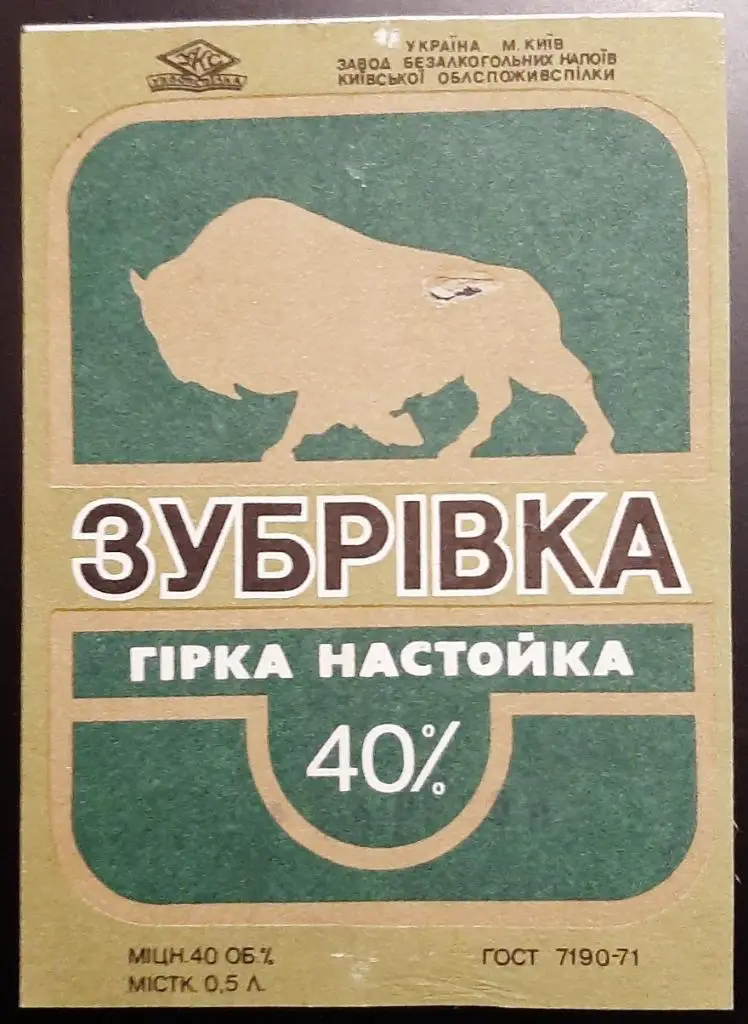 УКС
УКРАЇНА М. КИЇВ
ЗАВОД БЕЗАЛКОГОЛЬНИХ НАПОЇВ
КИЇВСЬКОЇ ОБЛСПОЖИВСПІЛКИ
ЗУБРІВКА
ГІРКА НАСТОЙКА
40%
МІЦН. 40 ОБ.%
МІСТК. 0,5 Л.
ГОСТ 7190-71